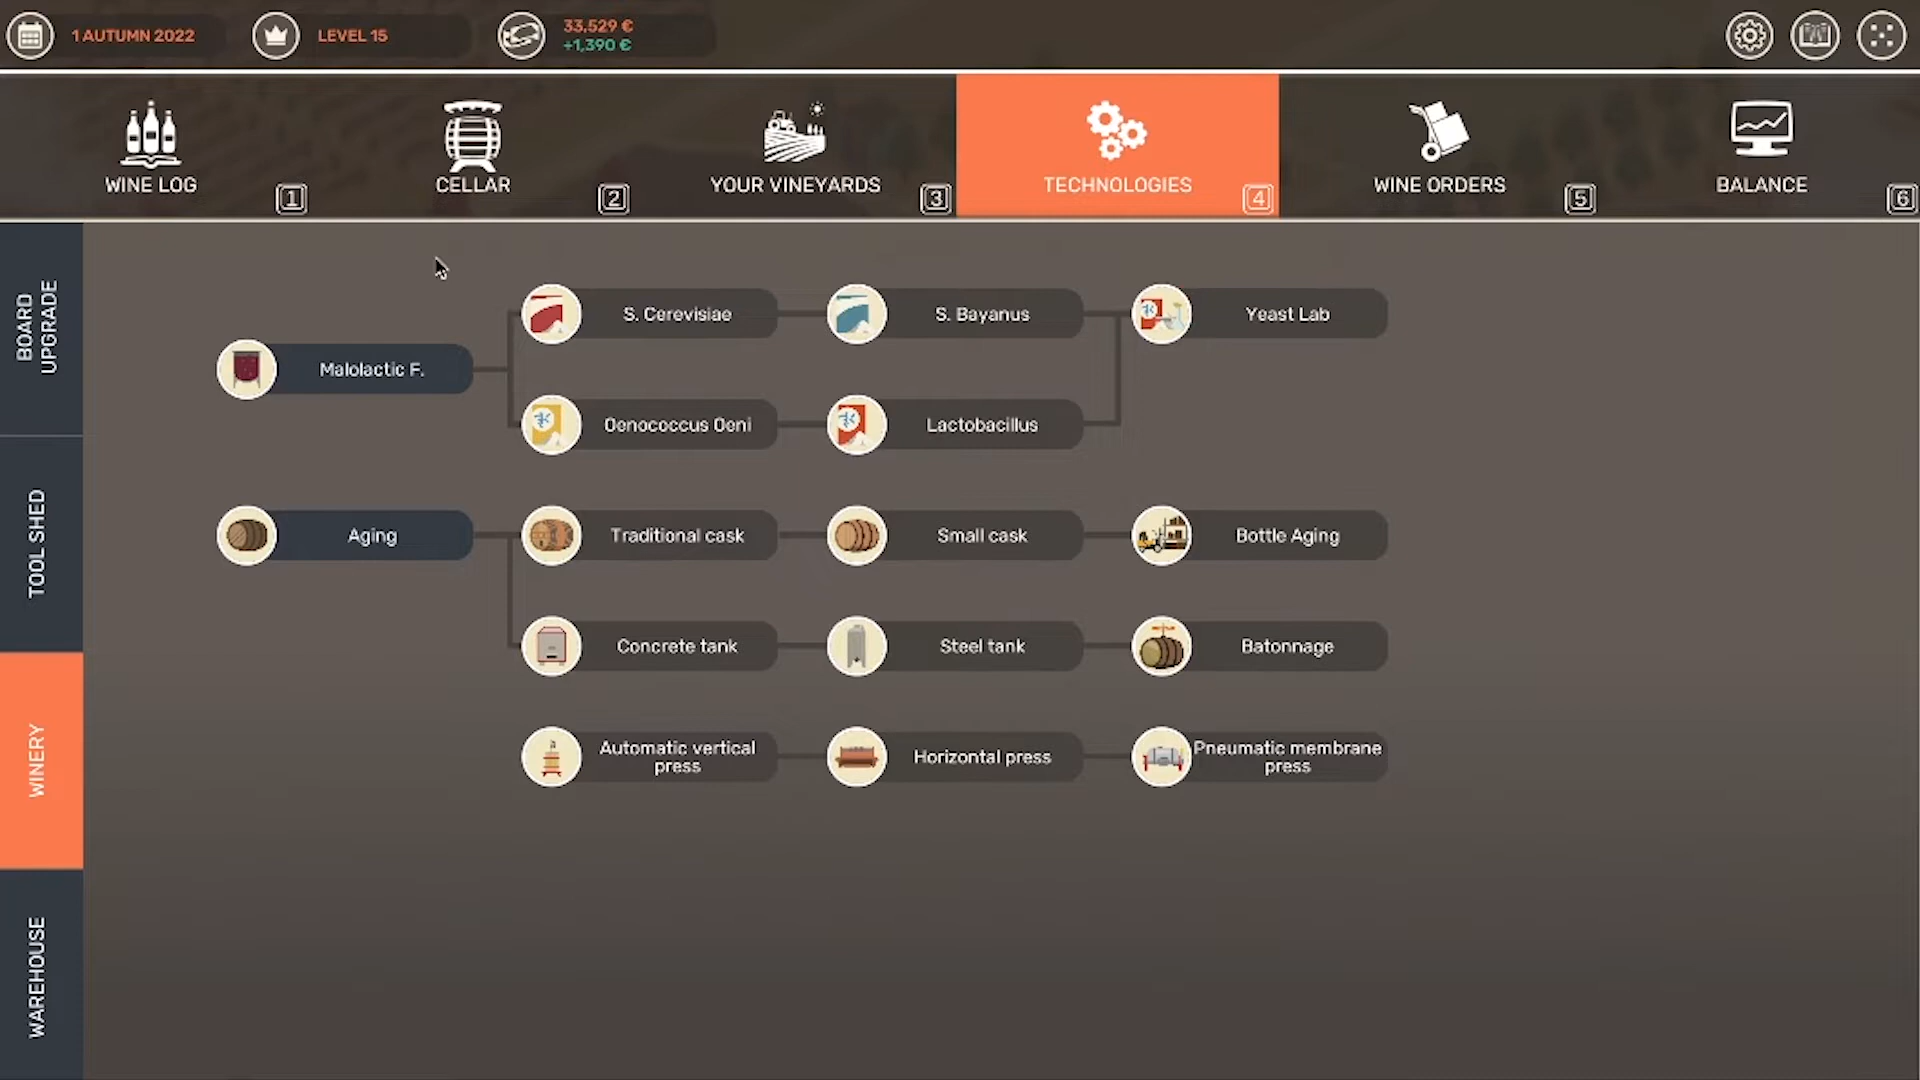 1 AUTUMN 2022
LEVEL 15
33,529 €
+1,390 €
WINE LOG
1
CELLAR
2
YOUR VINEYARDS
3
TECHNOLOGIES
4
WINE ORDERS
5
BALANCE
6
BOARD
UPGRADE
TOOL SHED
WINERY
WAREHOUSE
Malolactic F.
S. Cerevisiae
S. Bayanus
Yeast Lab
Oenococcus Oeni
Lactobacillus
Aging
Traditional cask
Small cask
Bottle Aging
Concrete tank
Steel tank
Batonnage
Automatic vertical
press
Horizontal press
Pneumatic membrane
press